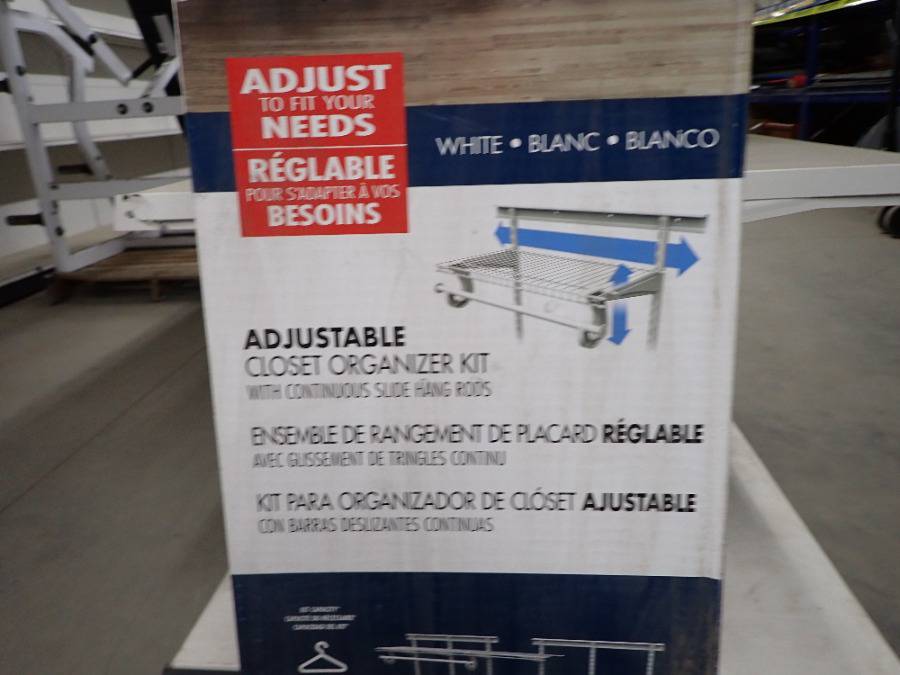 ADJUST
TO FIT YOUR
NEEDS
RÉGLABLE
POUR S'ADAPTER À VOS
BESOINS
WHITE • BLANC • BLANCO
ADJUSTABLE
CLOSET ORGANIZER KIT
WITH CONTINUOUS SLIDE HANG RODS
ENSEMBLE DE RANGEMENT DE PLACARD RÉGLABLE
AVEC GLISSEMENT DE TRINGLES CONTINU
KIT PARA ORGANIZADOR DE CLÓSET AJUSTABLE
CON BARRAS DESLIZANTES CONTINUAS